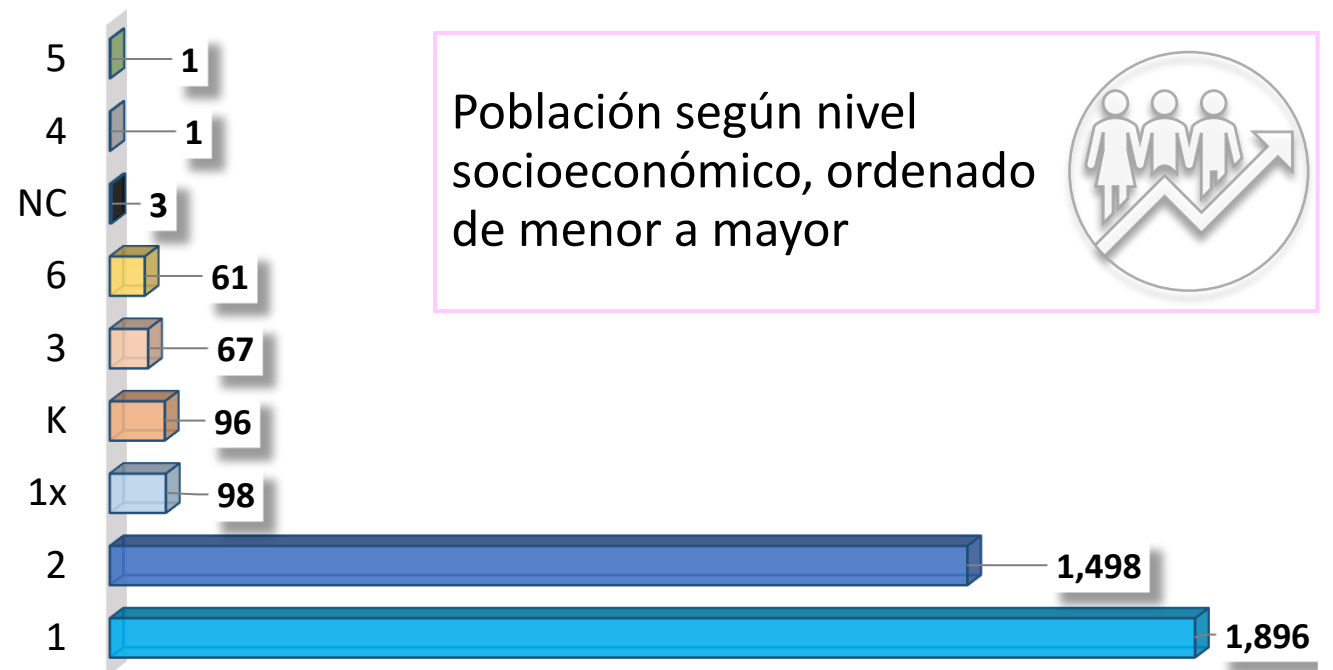 Población según nivel
socioeconómico, ordenado
de menor a mayor
5 1
4 1
NC 3
6 61
3 67
K 96
1x 98
2 1,498
1 1,896